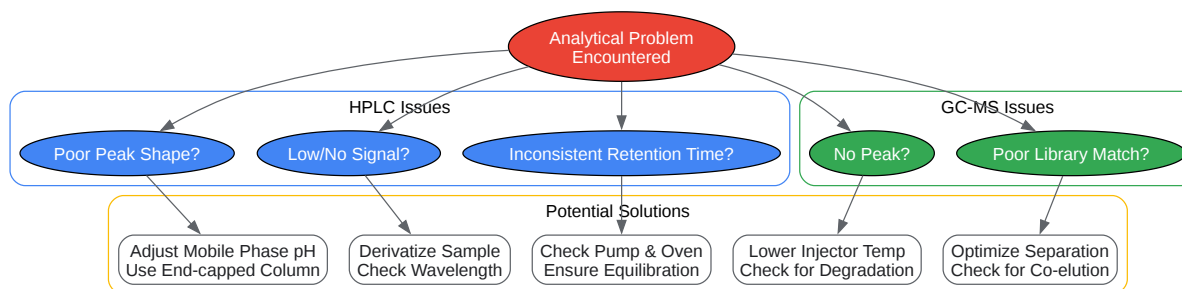 Analytical Problem
Encountered
HPLC Issues
GC-MS Issues
Poor Peak Shape?
Low/No Signal?
Inconsistent Retention Time?
No Peak?
Poor Library Match?
Potential Solutions
Adjust Mobile Phase pH
Use End-capped Column
Derivatize Sample
Check Wavelength
Check Pump & Oven
Ensure Equilibration
Lower Injector Temp
Check for Degradation
Optimize Separation
Check for Co-elution